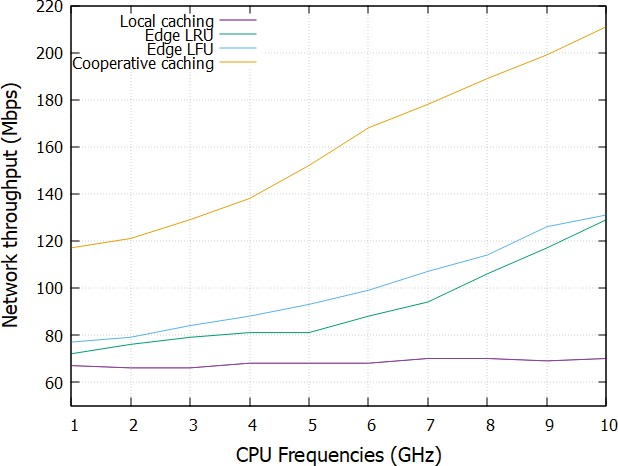 220
200
180
160
140
120
100
80
60
Network throughput (Mbps)
Local caching
Edge LRU
Edge LFU
Cooperative caching
1 2 3 4 5 6 7 8 9 10
CPU Frequencies (GHz)